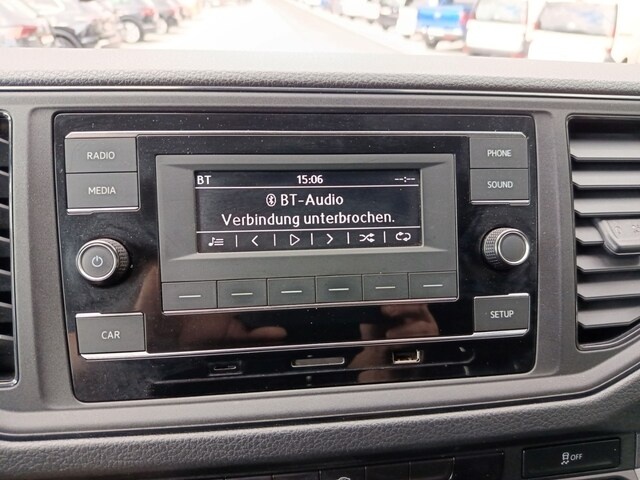 RADIO
MEDIA
CAR
BT 15:06 --:--
BT-Audio
Verbindung unterbrochen.
PHONE
SOUND
SETUP
OFF